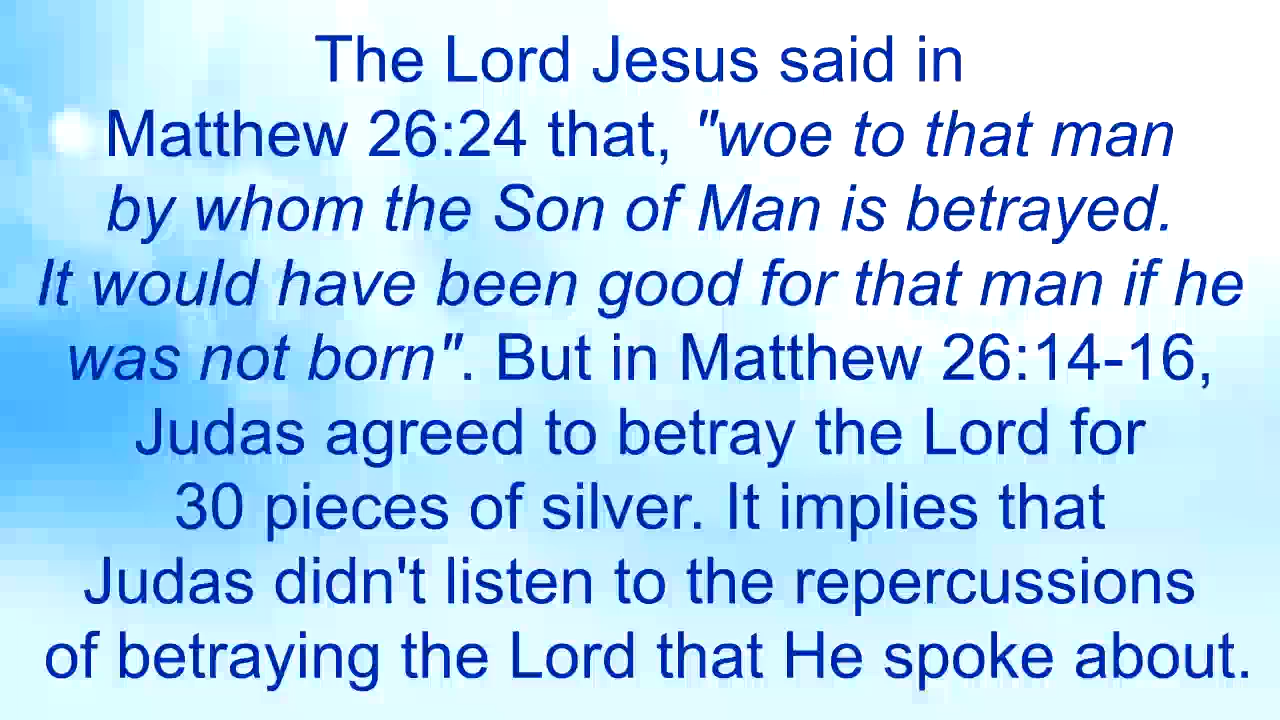 The Lord Jesus said in
Matthew 26:24 that, "woe to that man
by whom the Son of Man is betrayed.
It would have been good for that man if he
was not born". But in Matthew 26:14-16,
Judas agreed to betray the Lord for
30 pieces of silver. It implies that
Judas didn't listen to the repercussions
of betraying the Lord that He spoke about.